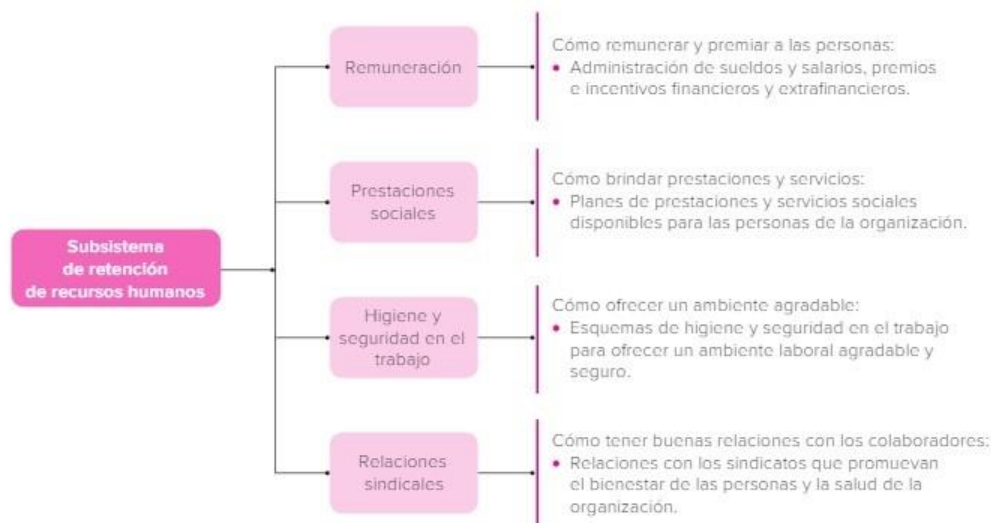 Subsistema
de retención
de recursos humanos
Remuneración
Cómo remunerar y premiar a las personas:
• Administración de sueldos y salarios, premios
e incentivos financieros y extrafinancieros.
Prestaciones
sociales
Cómo brindar prestaciones y servicios:
• Planes de prestaciones y servicios sociales
disponibles para las personas de la organización.
Higiene y
seguridad en el
trabajo
Cómo ofrecer un ambiente agradable:
• Esquemas de higiene y seguridad en el trabajo
para ofrecer un ambiente laboral agradable y
seguro.
Relaciones
sindicales
Cómo tener buenas relaciones con los colaboradores:
• Relaciones con los sindicatos que promuevan
el bienestar de las personas y la salud de la
organización.